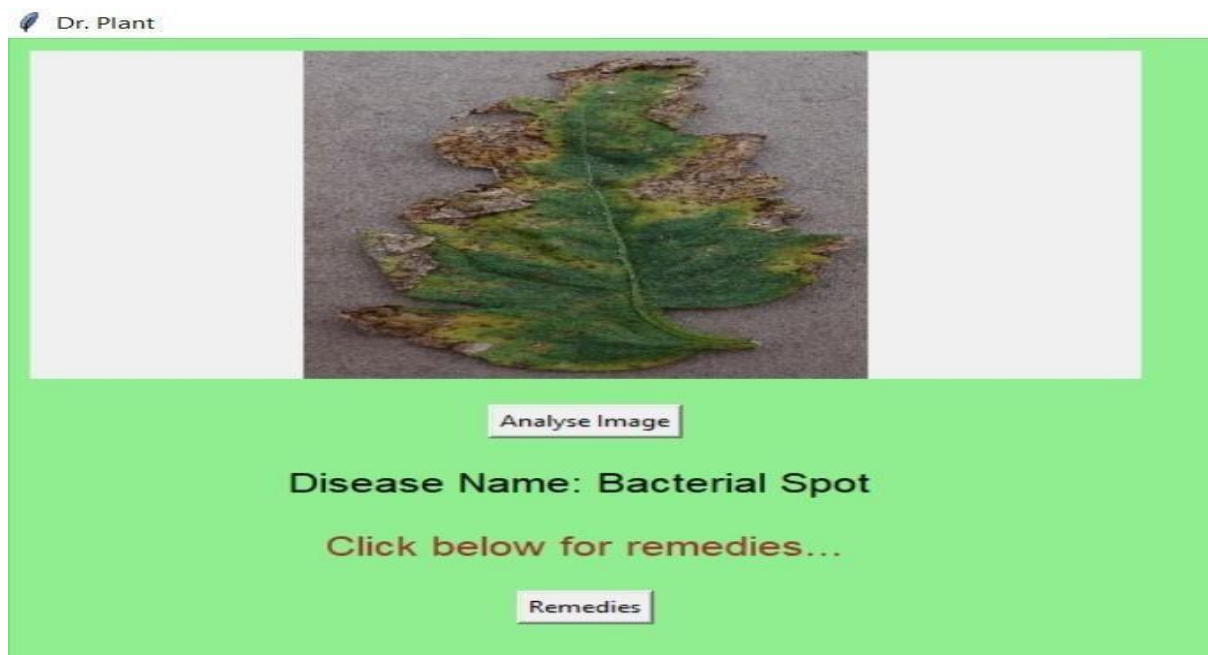 Dr. Plant
Analyse Image
Disease Name: Bacterial Spot
Click below for remedies...
Remedies